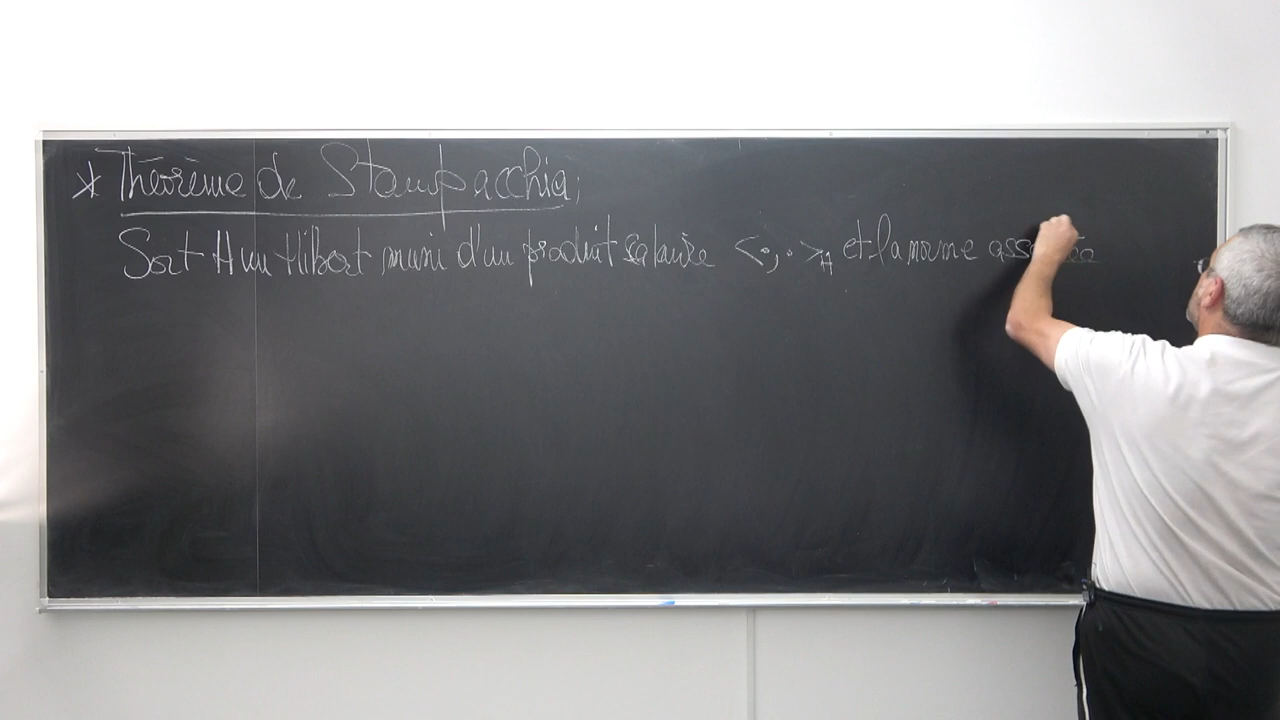 * Théorème de Stampacchia;
Soit H un Hilbert muni d'un produit scalaire <•,•>_H et la norme associée